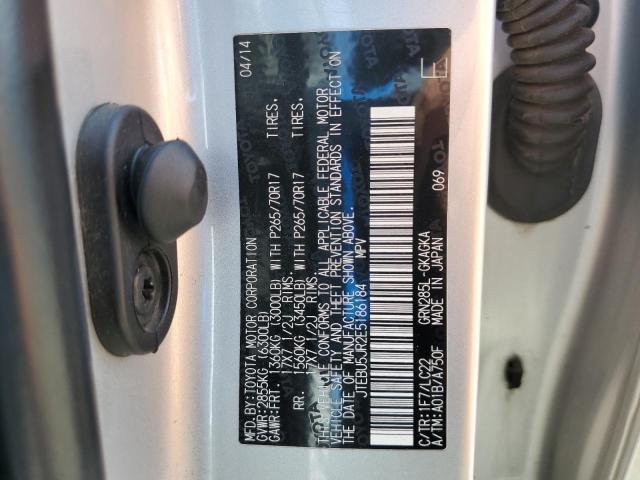 MFD.BY:TOYOTA MOTOR CORPORATION 04/14
GVWR:2855KG (6300LB)
GAWR:FRT. 1360KG (3000LB) WITH P265/70R17 TIRES.
17X7 1/2J RIMS.
RR. 1560KG (3450LB) WITH P265/70R17 TIRES.
17X7 1/2J RIMS.
THIS VEHICLE CONFORMS TO ALL APPLICABLE FEDERAL MOTOR
VEHICLE SAFETY AND THEFT PREVENTION STANDARDS IN EFFECT ON
THE DATE OF MANUFACTURE SHOWN ABOVE.
JTEBU5JR2E5186184 MPV
069
C/TR:1F7/LC22 GRN285L-GKAGKA
A/TM:A01B/A750F MADE IN JAPAN